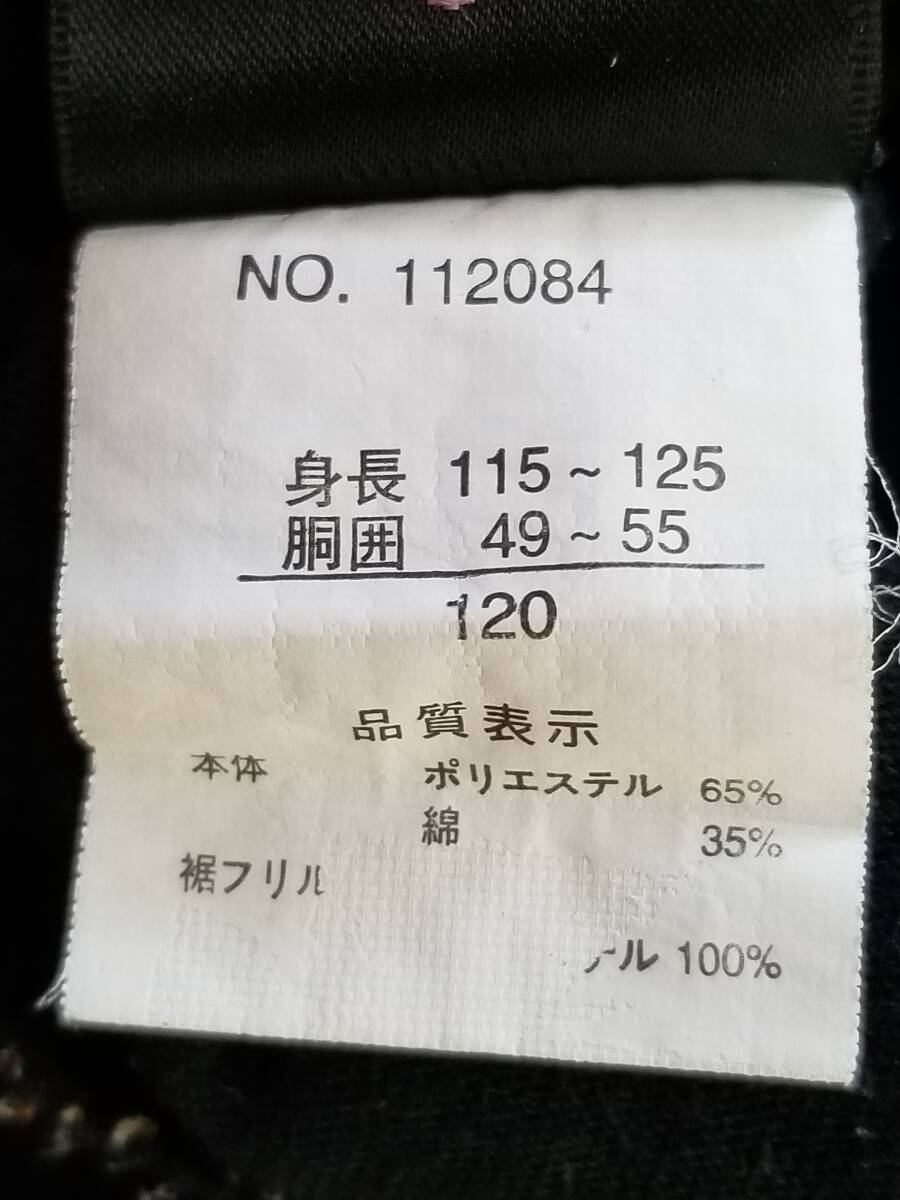 NO. 112084
身長 115 ~ 125
胴囲 49 ~ 55
120
品質表示
本体 ポリエステル 65%
綿 35%
裾フリル
ル 100%